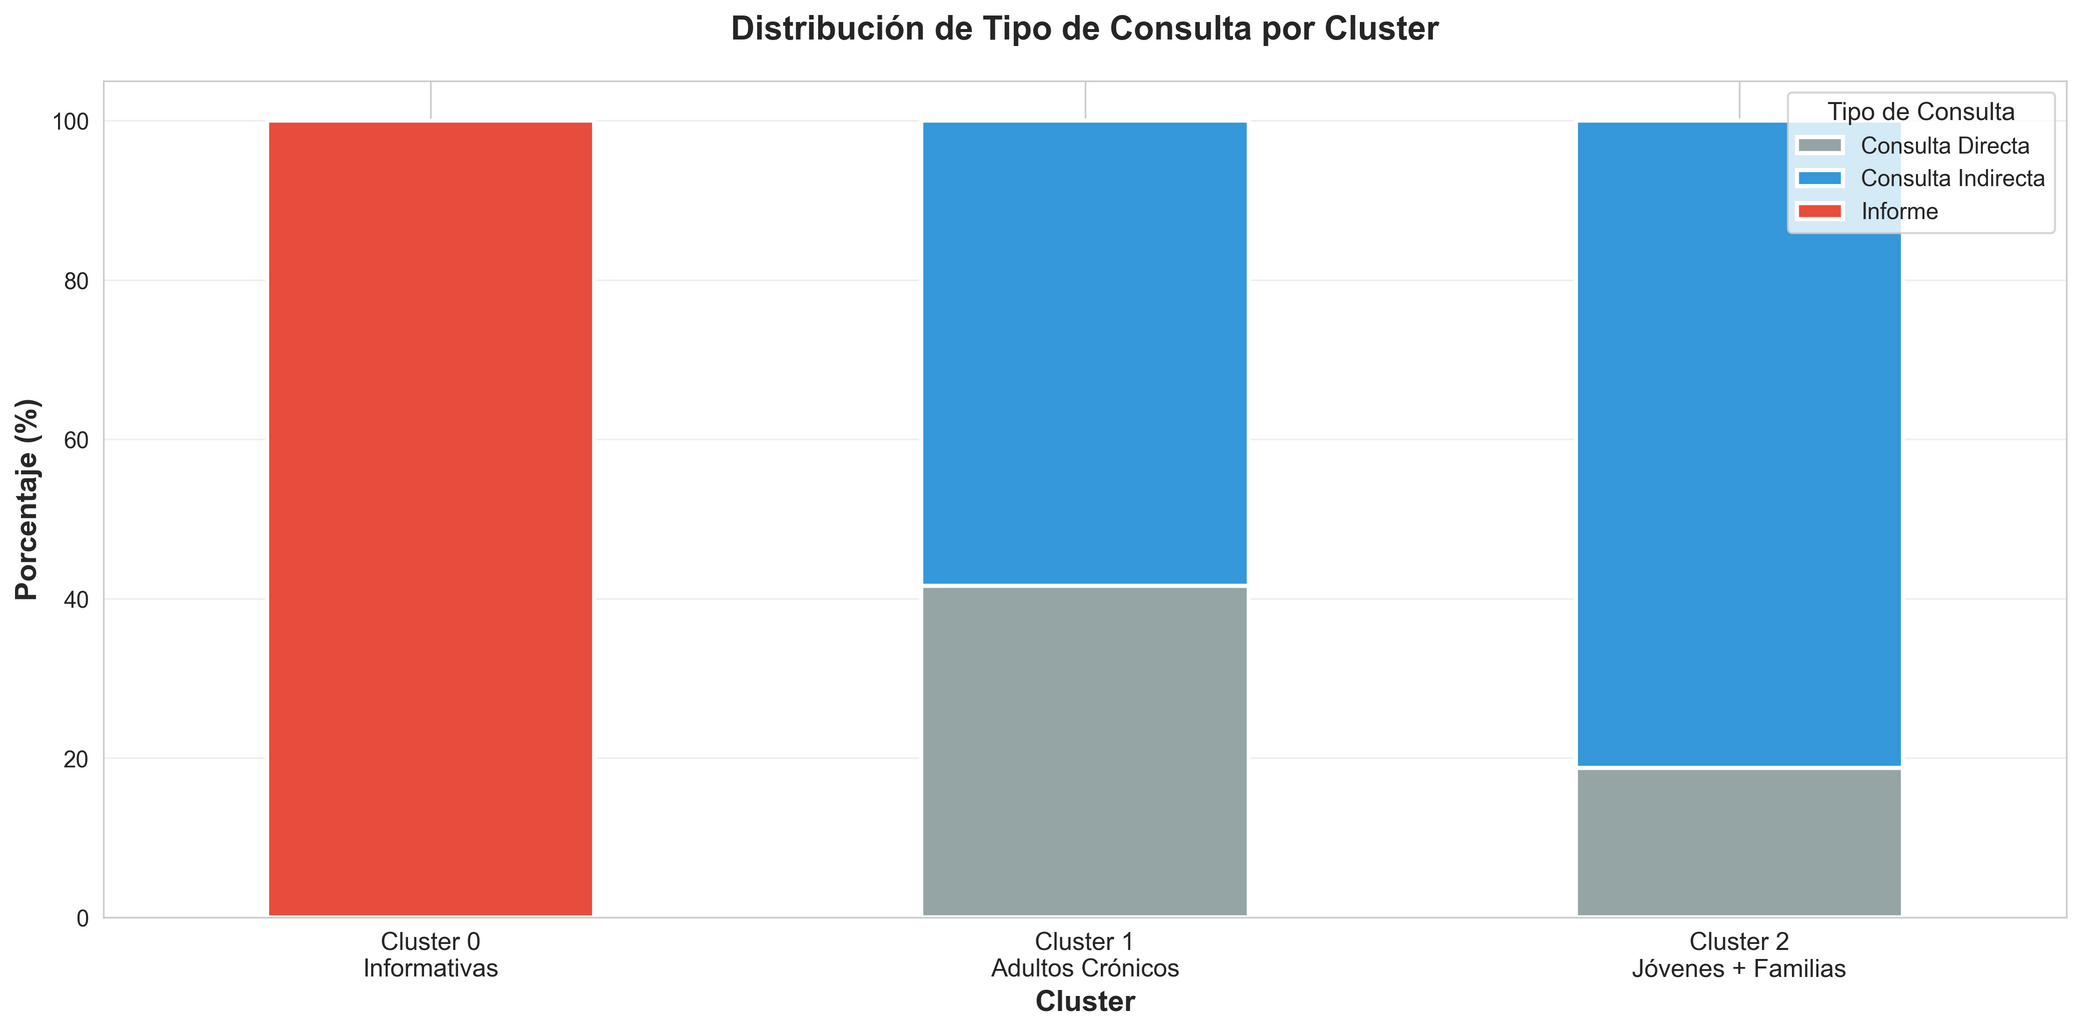 Distribución de Tipo de Consulta por Cluster
Tipo de Consulta
Consulta Directa
Consulta Indirecta
Informe
Porcentaje (%)
100
80
60
40
20
0
Cluster 0
Informativas
Cluster 1
Adultos Crónicos
Cluster 2
Jóvenes + Familias
Cluster